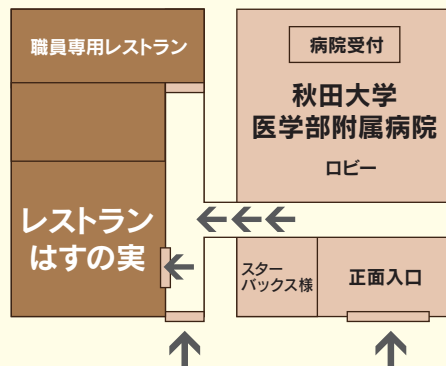 職員専用レストラン
病院受付
秋田大学
医学部附属病院
ロビー
レストラン
はすの実
スター
バックス様
正面入口